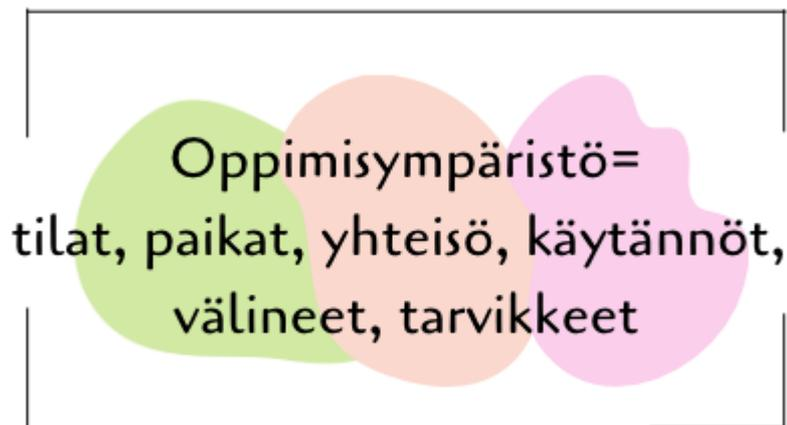 Oppimisympäristö=
tilat, paikat, yhteisö, käytännöt,
välineet, tarvikkeet